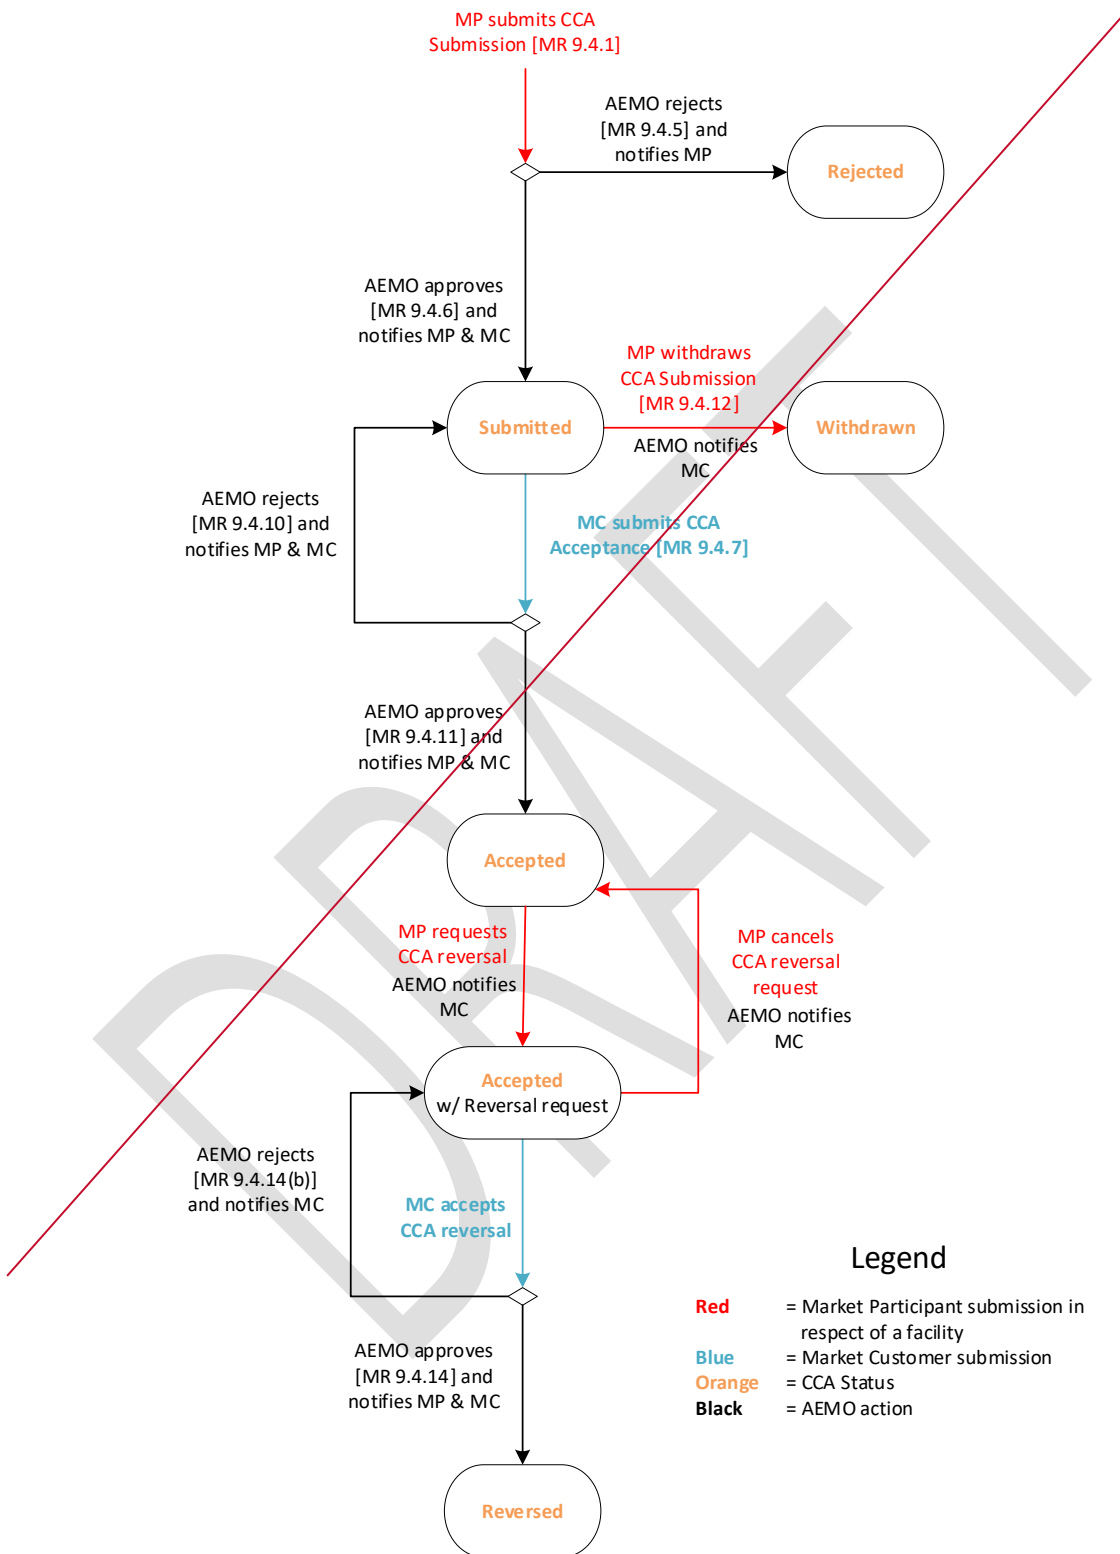 MP submits CCA
Submission [MR 9.4.1]
AEMO rejects
[MR 9.4.5] and
notifies MP
Rejected
AEMO approves
[MR 9.4.6] and
notifies MP & MC
MP withdraws
CCA Submission
[MR 9.4.12]
Submitted
Withdrawn
AEMO notifies
MC
AEMO rejects
[MR 9.4.10] and
notifies MP & MC
MC submits CCA
Acceptance [MR 9.4.7]
AEMO approves
[MR 9.4.11] and
notifies MP & MC
Accepted
MP requests
CCA reversal
AEMO notifies
MC
MP cancels
CCA reversal
request
AEMO notifies
MC
Accepted
w/ Reversal request
AEMO rejects
[MR 9.4.14(b)]
and notifies MC
MC accepts
CCA reversal
AEMO approves
[MR 9.4.14] and
notifies MP & MC
Reversed
Legend
Red = Market Participant submission in
respect of a facility
Blue = Market Customer submission
Orange = CCA Status
Black = AEMO action
DRAFT